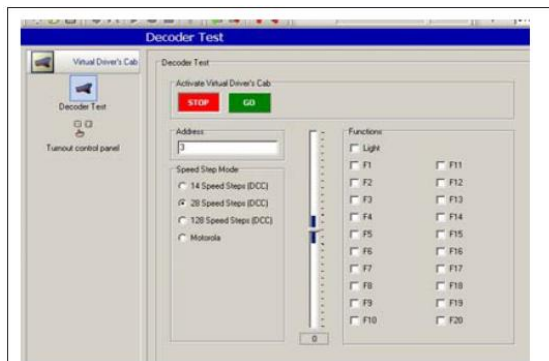 Decoder Test
Virtual Driver's Cab
Decoder Test
Turnout control panel
Decoder Test
Activate Virtual Driver's Cab
STOP GO
Address
3
Speed Step Mode
14 Speed Steps (DCC)
28 Speed Steps (DCC)
128 Speed Steps (DCC)
Motorola
0
Functions
Light
F1 F11
F2 F12
F3 F13
F4 F14
F5 F15
F6 F16
F7 F17
F8 F18
F9 F19
F10 F20